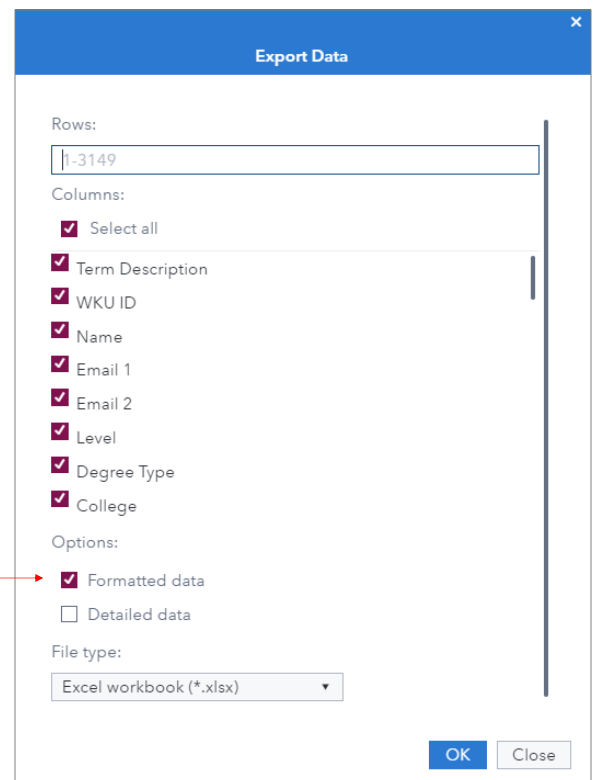 Export Data
Rows:
1-3149
Columns:
Select all
Term Description
WKU ID
Name
Email 1
Email 2
Level
Degree Type
College
Options:
Formatted data
Detailed data
File type:
Excel workbook (*.xlsx)
OK Close